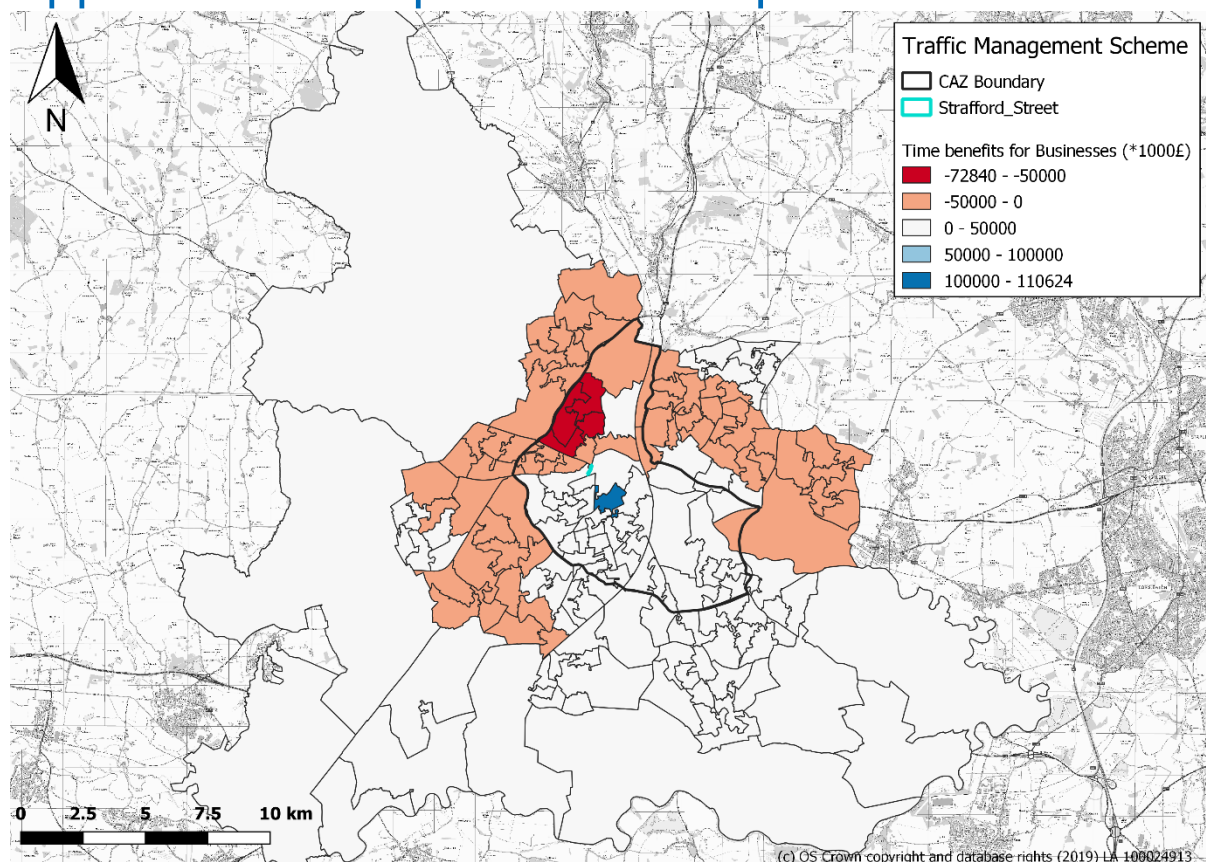 Traffic Management Scheme
CAZ Boundary
Strafford_Street
Time benefits for Businesses (*1000£)
-72840 - -50000
-50000 - 0
0 - 50000
50000 - 100000
100000 - 110624
N
0 2.5 5 7.5 10 km
(c) OS Crown copyright and database rights (2019) LA 100024913